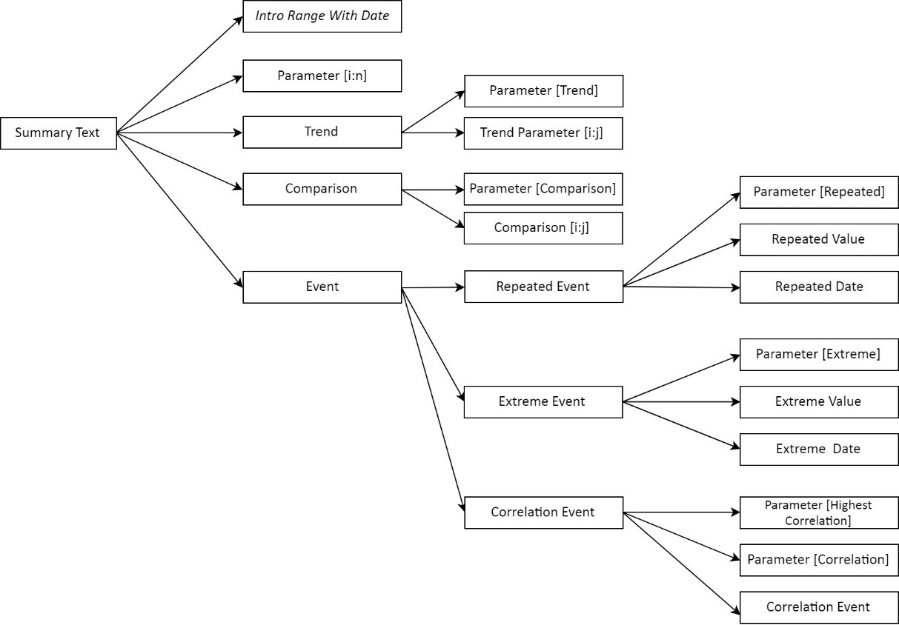 Intro Range With Date
Parameter [i:n]
Parameter [Trend]
Summary Text
Trend
Trend Parameter [i:j]
Comparison
Parameter [Comparison]
Parameter [Repeated]
Comparison [i:j]
Repeated Value
Event
Repeated Event
Repeated Date
Parameter [Extreme]
Extreme Event
Extreme Value
Extreme  Date
Correlation Event
Parameter [Highest
Correlation]
Parameter [Correlation]
Correlation Event